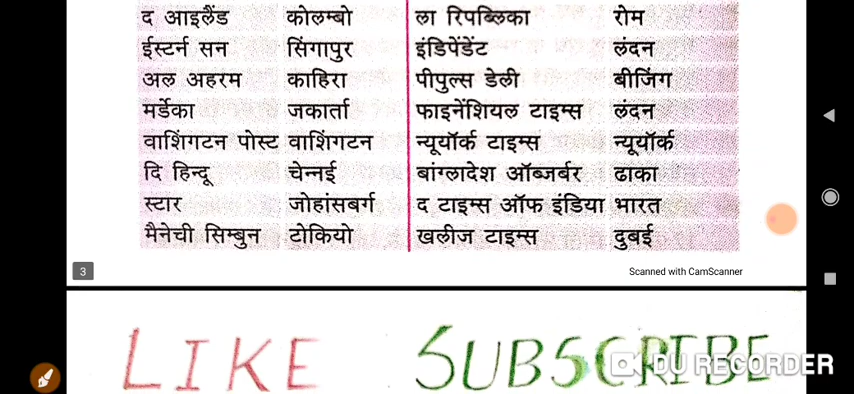 द आइलैंड कोलम्बो ला रिपब्लिका रोम
ईस्टर्न सन सिंगापुर इंडिपेंडेंट लंदन
अल अहरम काहिरा पीपुल्स डेली बीजिंग
मर्डेका जकार्ता फाइनेंशियल टाइम्स लंदन
वाशिंगटन पोस्ट वाशिंगटन न्यूयॉर्क टाइम्स न्यूयॉर्क
दि हिन्दू चेन्नई बांग्लादेश ऑब्जर्बर ढाका
स्टार जोहांसबर्ग द टाइम्स ऑफ इंडिया भारत
मैनेची सिम्बुन टोकियो खलीज टाइम्स दुबई
3 Scanned with CamScanner
LIKE SUBSCRIBE
DU RECORDER